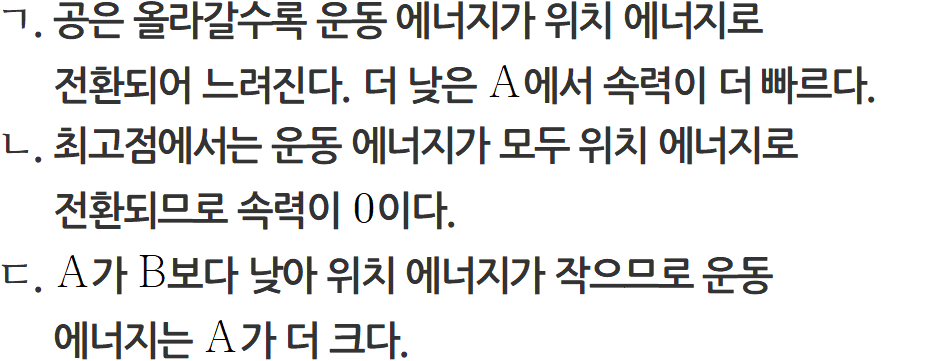 ㄱ. 공은 올라갈수록 운동 에너지가 위치 에너지로
전환되어 느려진다. 더 낮은 A에서 속력이 더 빠르다.
ㄴ. 최고점에서는 운동 에너지가 모두 위치 에너지로
전환되므로 속력이 0이다.
ㄷ. A가 B보다 낮아 위치 에너지가 작으므로 운동
에너지는 A가 더 크다.